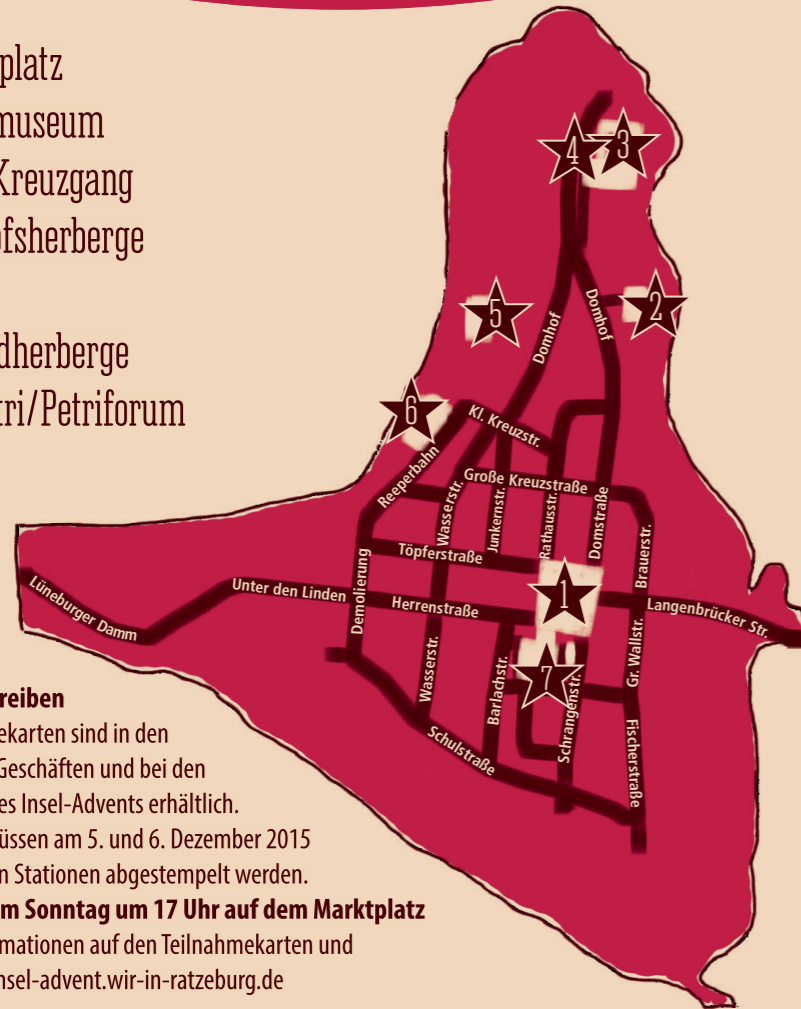 platz
museum
Kreuzgang
ofsherberge
dherberge
tri/Petriforum
4
3
5
2
6
1
7
Domhof
Domhof
Kl. Kreuzstr.
Reeperbahn
Große Kreuzstraße
Wasserstr.
Junkernstr.
Rathausstr.
Domstraße
Brauerstr.
Töpferstraße
Demolierung
Lüneburger Damm
Unter den Linden
Herrenstraße
Langenbrücker Str.
Wasserstr.
Barlachstr.
Schrangenstr.
Gr. Wallstr.
Schulstraße
Fischerstraße
reiben
ekarten sind in den
Geschäften und bei den
es Insel-Advents erhältlich.
üssen am 5. und 6. Dezember 2015
n Stationen abgestempelt werden.
m Sonntag um 17 Uhr auf dem Marktplatz
rmationen auf den Teilnahmekarten und
nsel-advent.wir-in-ratzeburg.de